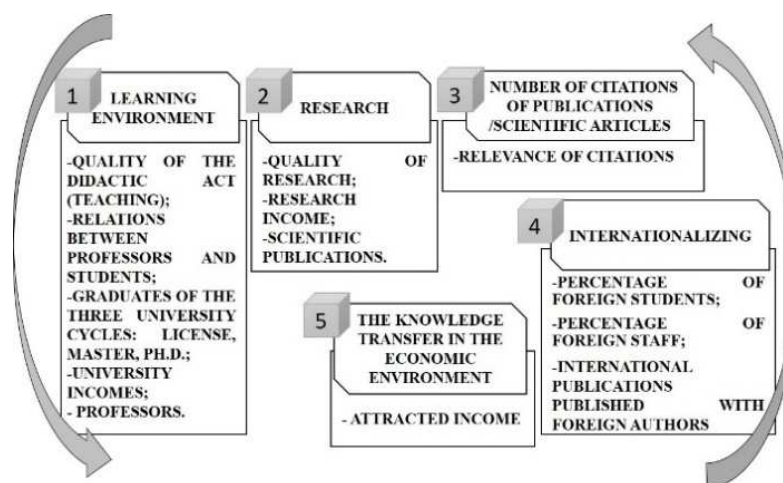 1
LEARNING
ENVIRONMENT
-QUALITY OF THE
DIDACTIC ACT
(TEACHING);
-RELATIONS
BETWEEN
PROFESSORS AND
STUDENTS;
-GRADUATES OF THE
THREE UNIVERSITY
CYCLES: LICENSE,
MASTER, PH.D.;
-UNIVERSITY
INCOMES;
- PROFESSORS.
2
RESEARCH
-QUALITY OF
RESEARCH;
-RESEARCH
INCOME;
-SCIENTIFIC
PUBLICATIONS.
3
NUMBER OF CITATIONS
OF PUBLICATIONS
/SCIENTIFIC ARTICLES
-RELEVANCE OF CITATIONS
4
INTERNATIONALIZING
-PERCENTAGE OF
FOREIGN STUDENTS;
-PERCENTAGE OF
FOREIGN STAFF;
-INTERNATIONAL
PUBLICATIONS
PUBLISHED WITH
FOREIGN AUTHORS
5
THE KNOWLEDGE
TRANSFER IN THE
ECONOMIC
ENVIRONMENT
- ATTRACTED INCOME